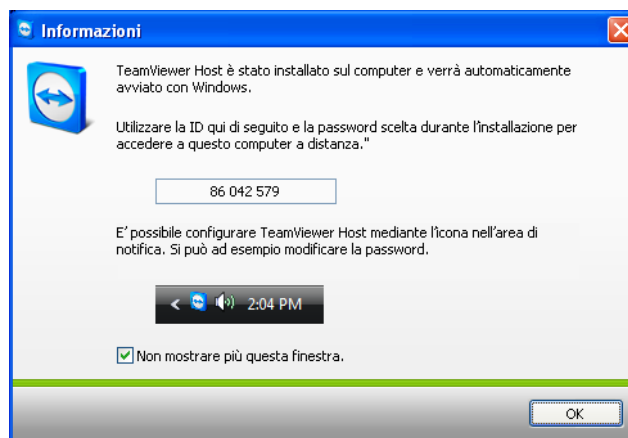 Informazioni
TeamViewer Host è stato installato sul computer e verrà automaticamente
avviato con Windows.
Utilizzare la ID qui di seguito e la password scelta durante l'installazione per
accedere a questo computer a distanza."
86 042 579
E' possibile configurare TeamViewer Host mediante l'icona nell'area di
notifica. Si può ad esempio modificare la password.
< 2:04 PM
Non mostrare più questa finestra.
OK